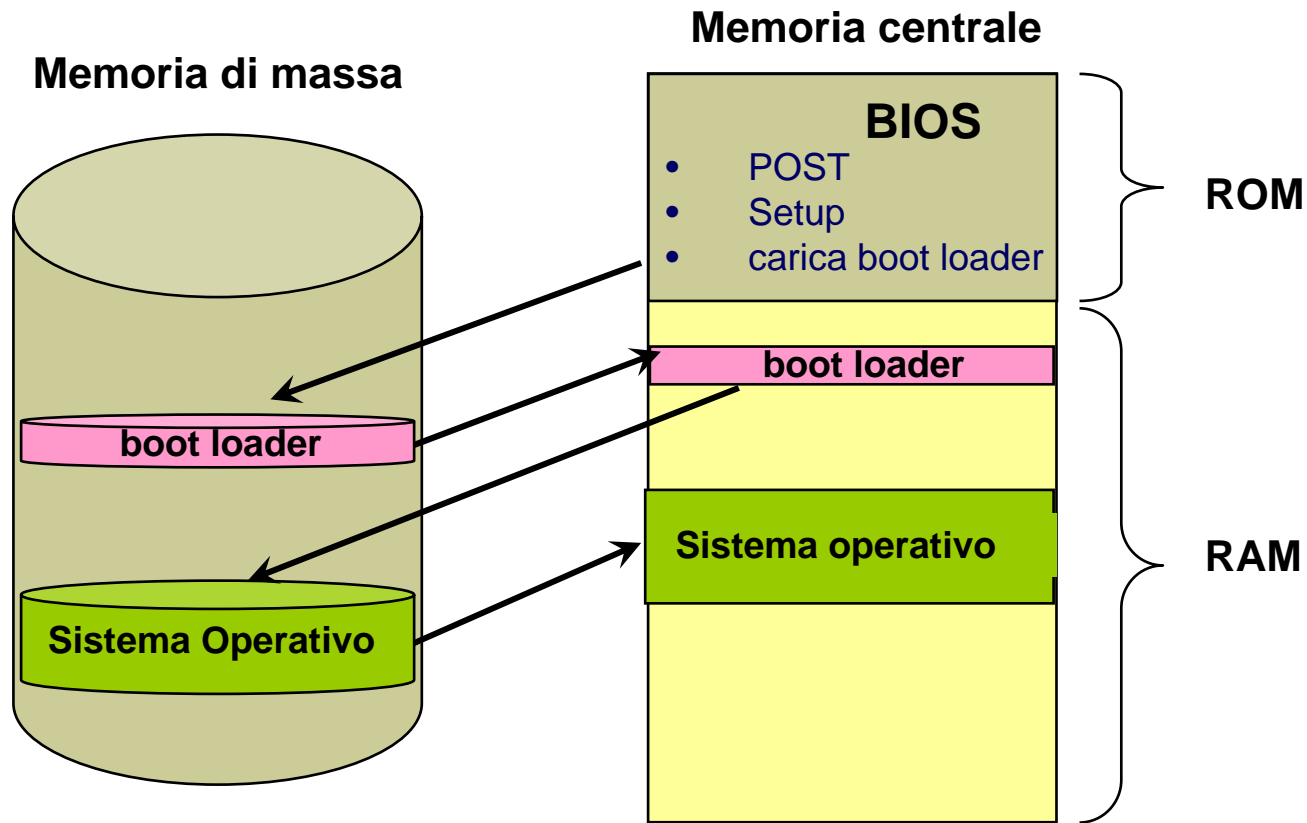 Memoria centrale
Memoria di massa
BIOS
• POST
• Setup
• carica boot loader
ROM
boot loader
boot loader
Sistema operativo
RAM
Sistema Operativo